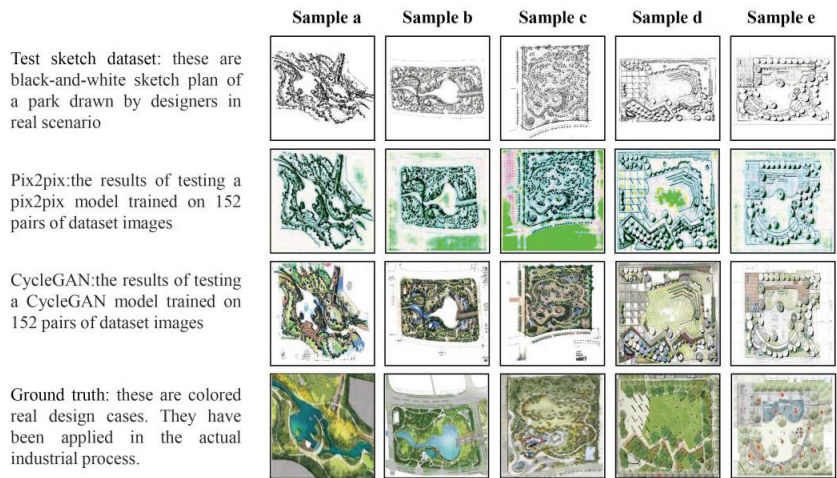 Sample a Sample b Sample c Sample d Sample e
Test sketch dataset: these are
black-and-white sketch plan of
a park drawn by designers in
real scenario
Pix2pix:the results of testing a
pix2pix model trained on 152
pairs of dataset images
CycleGAN:the results of testing
a CycleGAN model trained on
152 pairs of dataset images
Ground truth: these are colored
real design cases. They have
been applied in the actual
industrial process.